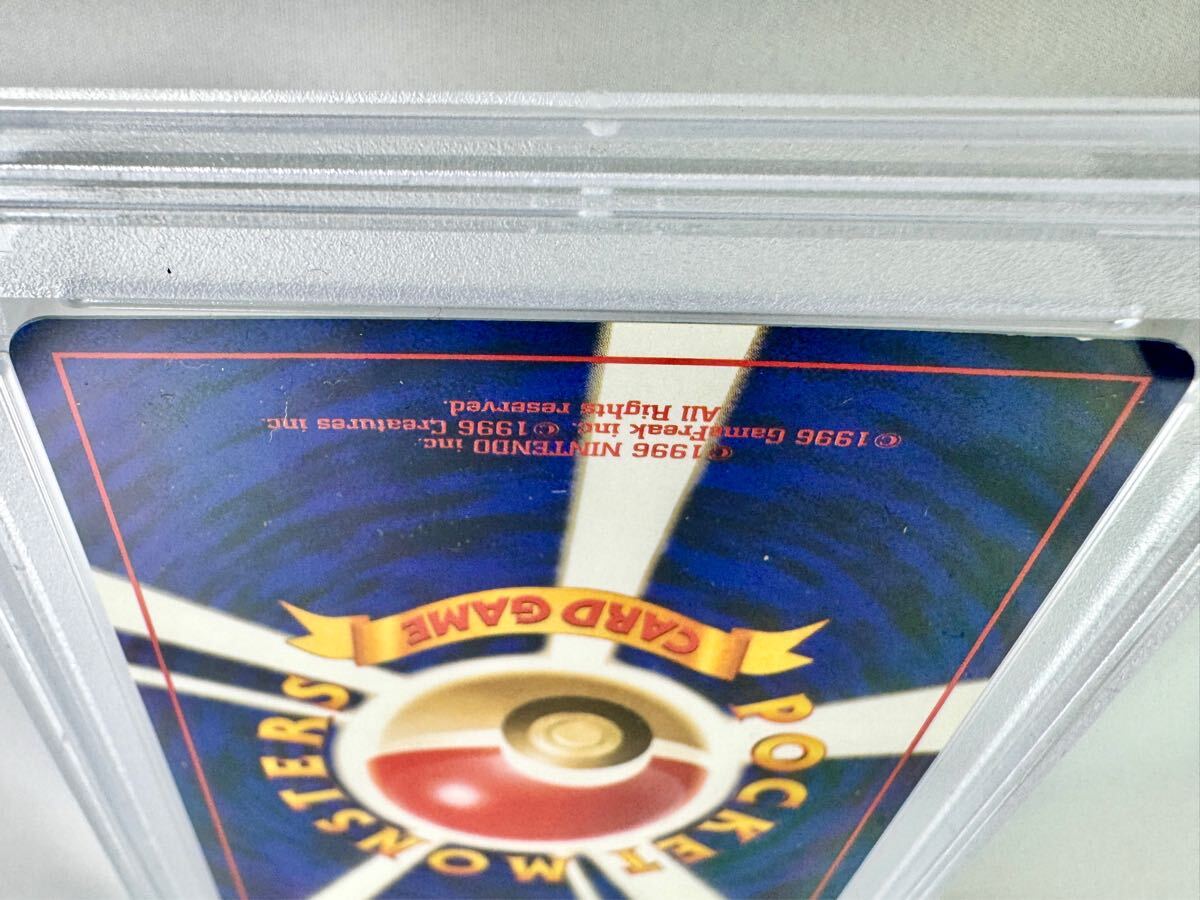 POCKET MONSTERS
CARD GAME
©1996 NINTENDO inc.
©1996 Creatures inc. ©1996 GameFreak inc.
All Rights reserved.